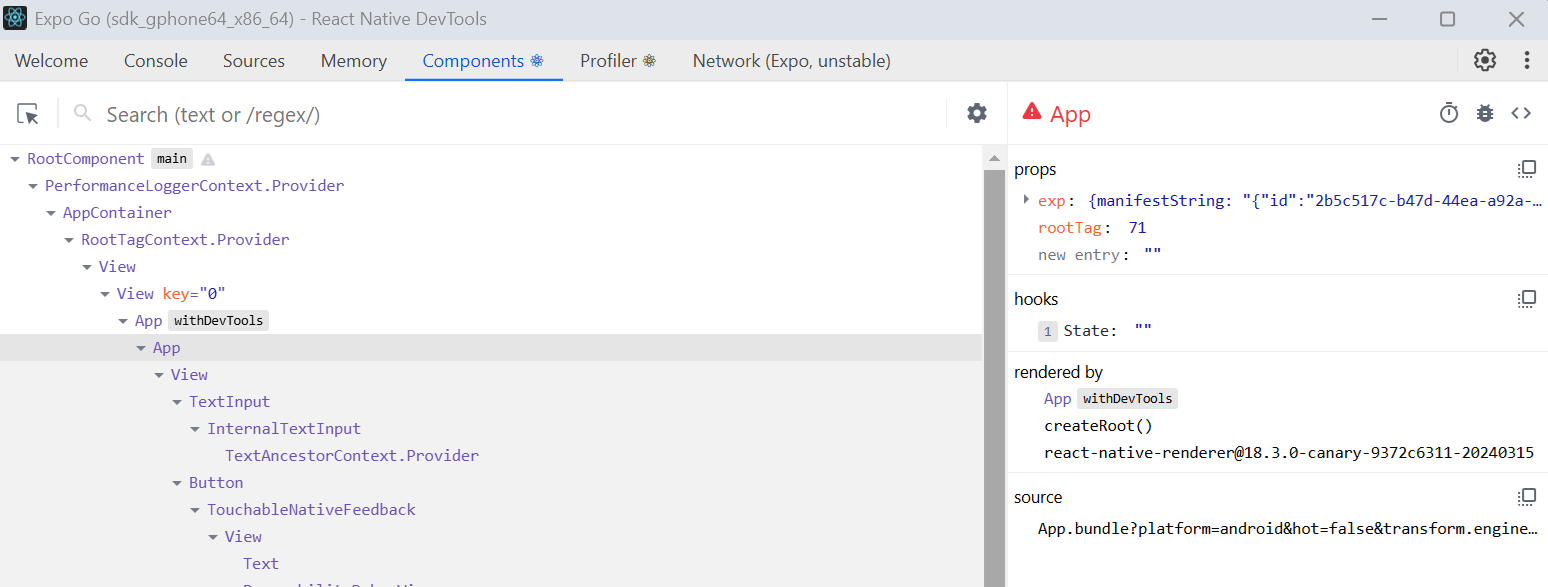 Expo Go (sdk_gphone64_x86_64) - React Native DevTools
Welcome Console Sources Memory Components Profiler Network (Expo, unstable)
Search (text or /regex/)
RootComponent main
PerformanceLoggerContext.Provider
AppContainer
RootTagContext.Provider
View
View key="0"
App withDevTools
App
View
TextInput
InternalTextInput
TextAncestorContext.Provider
Button
TouchableNativeFeedback
View
Text
App
props
exp: {manifestString: "{"id":"2b5c517c-b47d-44ea-a92a-…
rootTag: 71
new entry: ""
hooks
1 State: ""
rendered by
App withDevTools
createRoot()
react-native-renderer@18.3.0-canary-9372c6311-20240315
source
App.bundle?platform=android&hot=false&transform.engine…